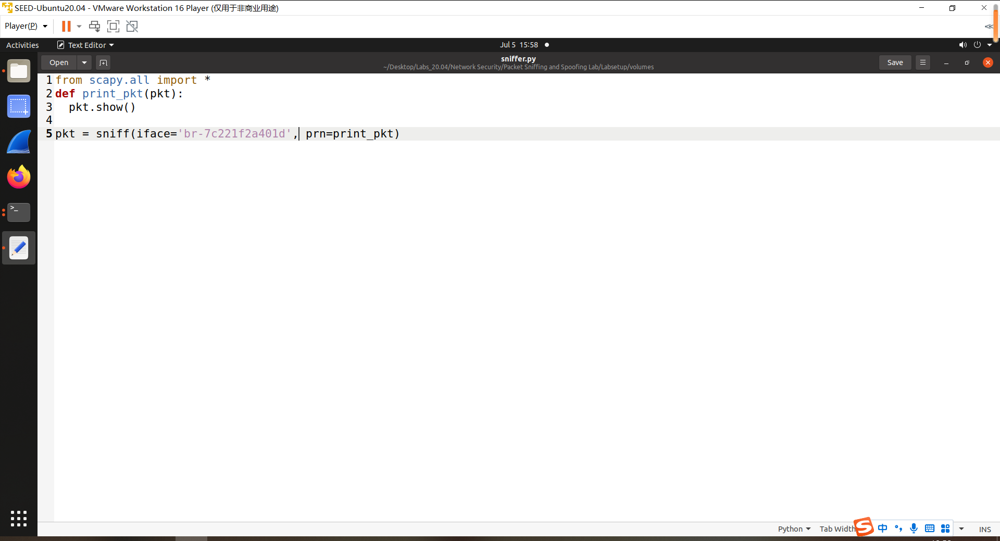 SEED-Ubuntu20.04 - VMware Workstation 16 Player (仅用于非商业用途)
Player(P)
Activities
Text Editor
Jul 5 15:58
Open
sniffer.py
~/Desktop/Labs_20.04/Network Security/Packet Sniffing and Spoofing Lab/Labsetup/volumes
Save
1 from scapy.all import *
2 def print_pkt(pkt):
3   pkt.show()
4
5 pkt = sniff(iface='br-7c221f2a401d', prn=print_pkt)
Python
Tab Width
中
INS